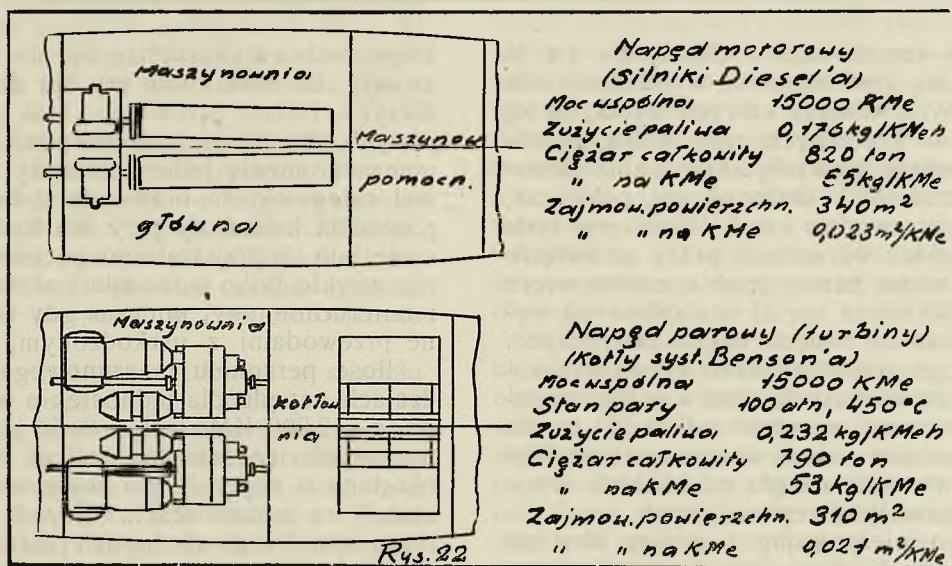 Maszynownia
Maszynow
pomocn.
główna
Napęd motorowy
(Silniki Diesel'a)
Moc wspólna 15000 KMe
Zużycie paliwa 0,176 kg/KMeh
Ciężar całkowity 820 ton
„ na KMe 55 kg/KMe
Zajmow. powierzchn. 340 m²
„ „ na KMe 0,023 m²/KMe
Maszynownia
Kotłow
nia
Napęd parowy (turbiny)
(Kotły syst. Benson'a)
Moc wspólna 15000 KMe
Stan pary 100 atn, 450°C
Zużycie paliwa 0,232 kg/KMeh
Ciężar całkowity 790 ton
„ na KMe 53 kg/KMe
Zajmow. powierzchn. 310 m²
„ „ na KMe 0,021 m²/KMe
Rys. 22